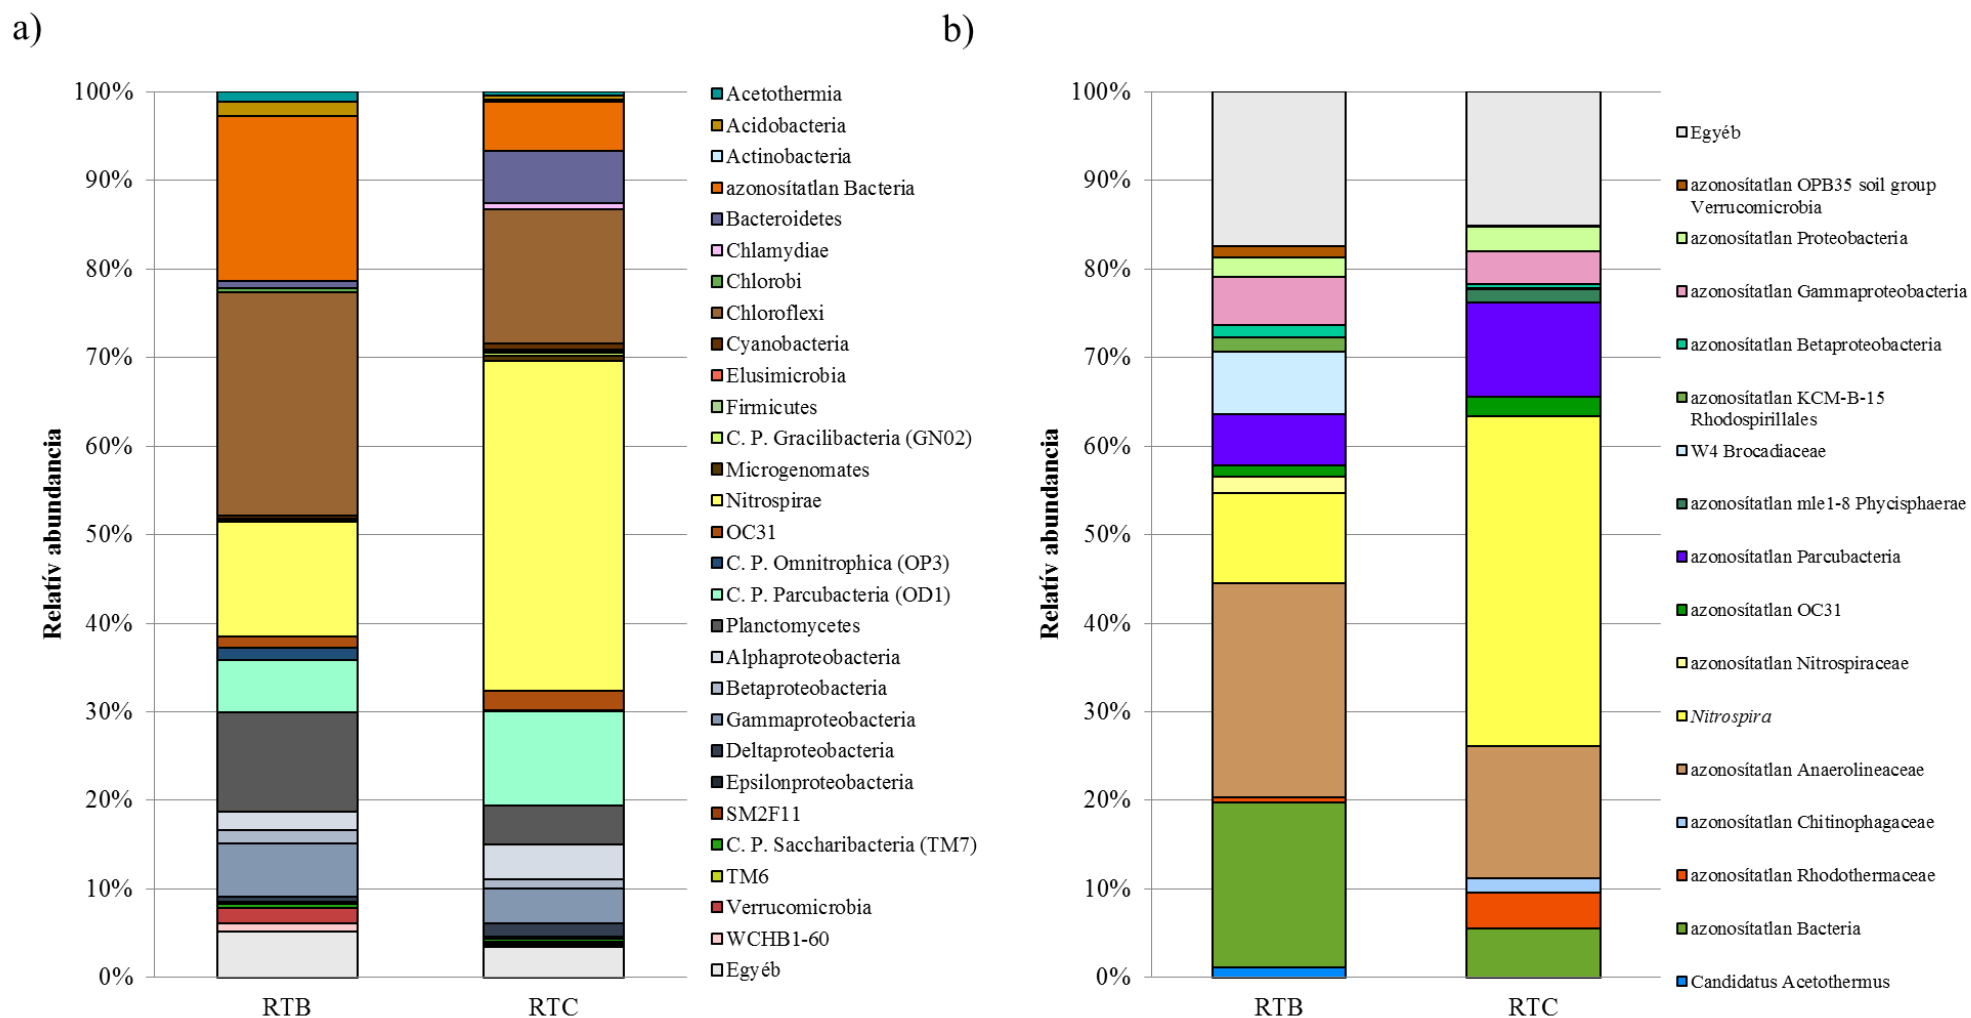 a)
Relatív abundancia
100%
90%
80%
70%
60%
50%
40%
30%
20%
10%
0%
RTB
RTC
Acetothermia
Acidobacteria
Actinobacteria
azonosítatlan Bacteria
Bacteroidetes
Chlamydiae
Chlorobi
Chloroflexi
Cyanobacteria
Elusimicrobia
Firmicutes
C. P. Gracilibacteria (GN02)
Microgenomates
Nitrospirae
OC31
C. P. Omnitrophica (OP3)
C. P. Parcubacteria (OD1)
Planctomycetes
Alphaproteobacteria
Betaproteobacteria
Gammaproteobacteria
Deltaproteobacteria
Epsilonproteobacteria
SM2F11
C. P. Saccharibacteria (TM7)
TM6
Verrucomicrobia
WCHB1-60
Egyéb
b)
Relatív abundancia
100%
90%
80%
70%
60%
50%
40%
30%
20%
10%
0%
RTB
RTC
Egyéb
azonosítatlan OPB35 soil group
Verrucomicrobia
azonosítatlan Proteobacteria
azonosítatlan Gammaproteobacteria
azonosítatlan Betaproteobacteria
azonosítatlan KCM-B-15
Rhodospirillales
W4 Brocadiaceae
azonosítatlan mle1-8 Phycisphaerae
azonosítatlan Parcubacteria
azonosítatlan OC31
azonosítatlan Nitrospiraceae
Nitrospira
azonosítatlan Anaerolineaceae
azonosítatlan Chitinophagaceae
azonosítatlan Rhodothermaceae
azonosítatlan Bacteria
Candidatus Acetothermus